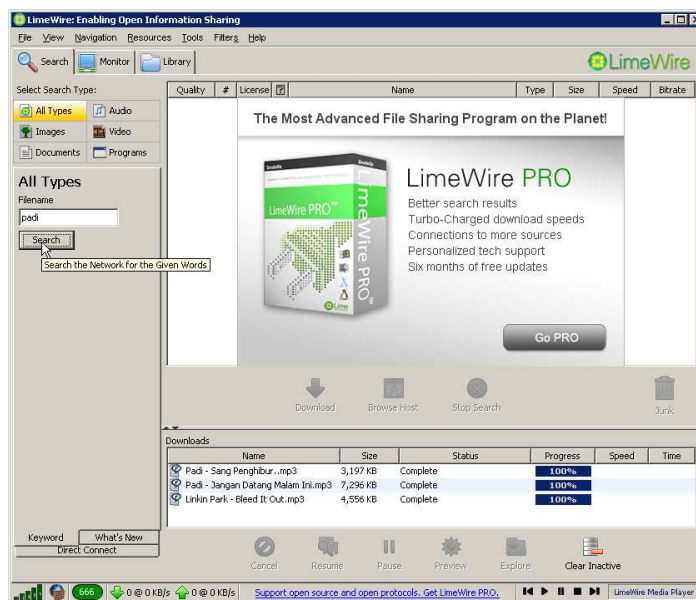 LimeWire: Enabling Open Information Sharing
File View Navigation Resources Tools Filters Help
Search Monitor Library LimeWire
Select Search Type:
All Types Audio
Images Video
Documents Programs
All Types
Filename
padi
Search
Search the Network for the Given Words
Quality # License ? Name Type Size Speed Bitrate
The Most Advanced File Sharing Program on the Planet!
LimeWire PRO™
LimeWire PRO
Lime
LimeWire PRO
Better search results
Turbo-Charged download speeds
Connections to more sources
Personalized tech support
Six months of free updates
Go PRO
Download Browse Host Stop Search Junk
Downloads
Name Size Status Progress Speed Time
Padi - Sang Penghibur..mp3 3,197 KB Complete 100%
Padi - Jangan Datang Malam Ini.mp3 7,296 KB Complete 100%
Linkin Park - Bleed It Out.mp3 4,556 KB Complete 100%
Keyword What's New
Direct Connect
Cancel Resume Pause Preview Explore Clear Inactive
666 0 @ 0 KB/s 0 @ 0 KB/s Support open source and open protocols. Get LimeWire PRO. LimeWire Media Player